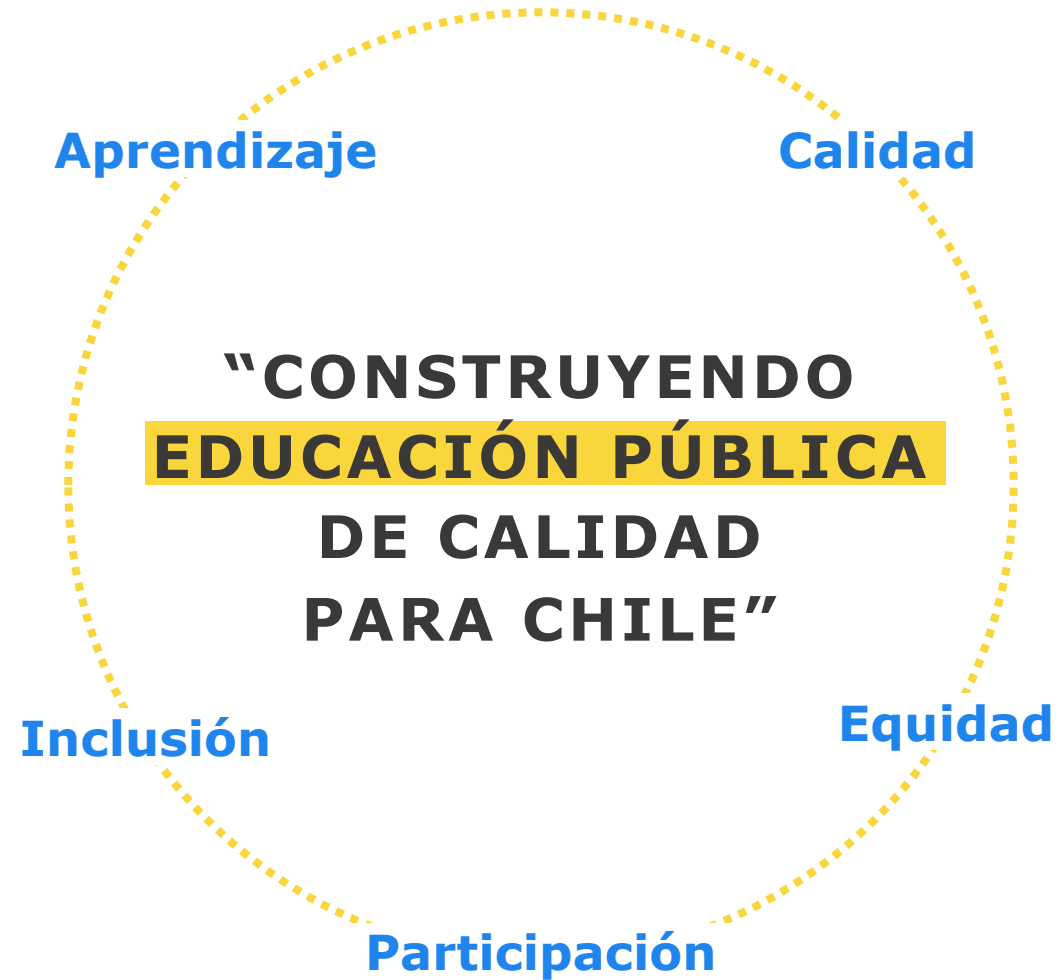 Aprendizaje
Calidad
“CONSTRUYENDO
EDUCACIÓN PÚBLICA
DE CALIDAD
PARA CHILE”
Inclusión
Equidad
Participación